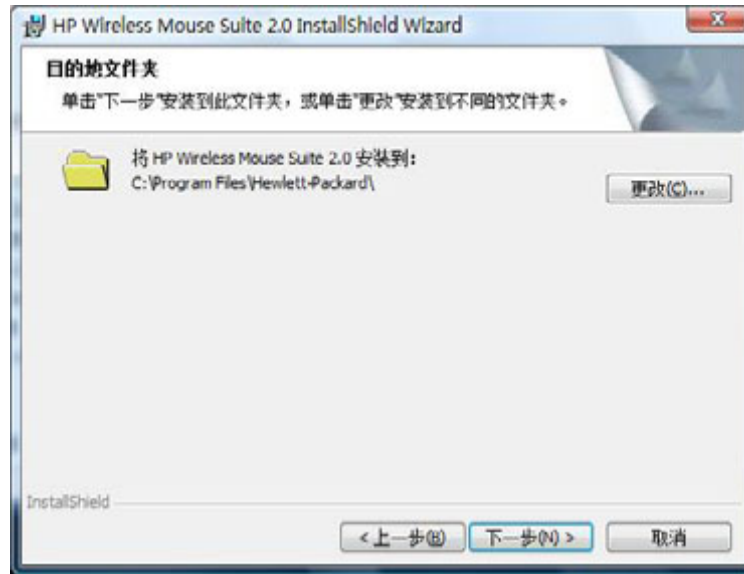 HP Wireless Mouse Suite 2.0 InstallShield Wizard
目的地文件夹
单击"下一步"安装到此文件夹，或单击"更改"安装到不同的文件夹。
将 HP Wireless Mouse Suite 2.0 安装到：
C:\Program Files\Hewlett-Packard\
更改(C)...
InstallShield
<上一步(B) 下一步(N)> 取消